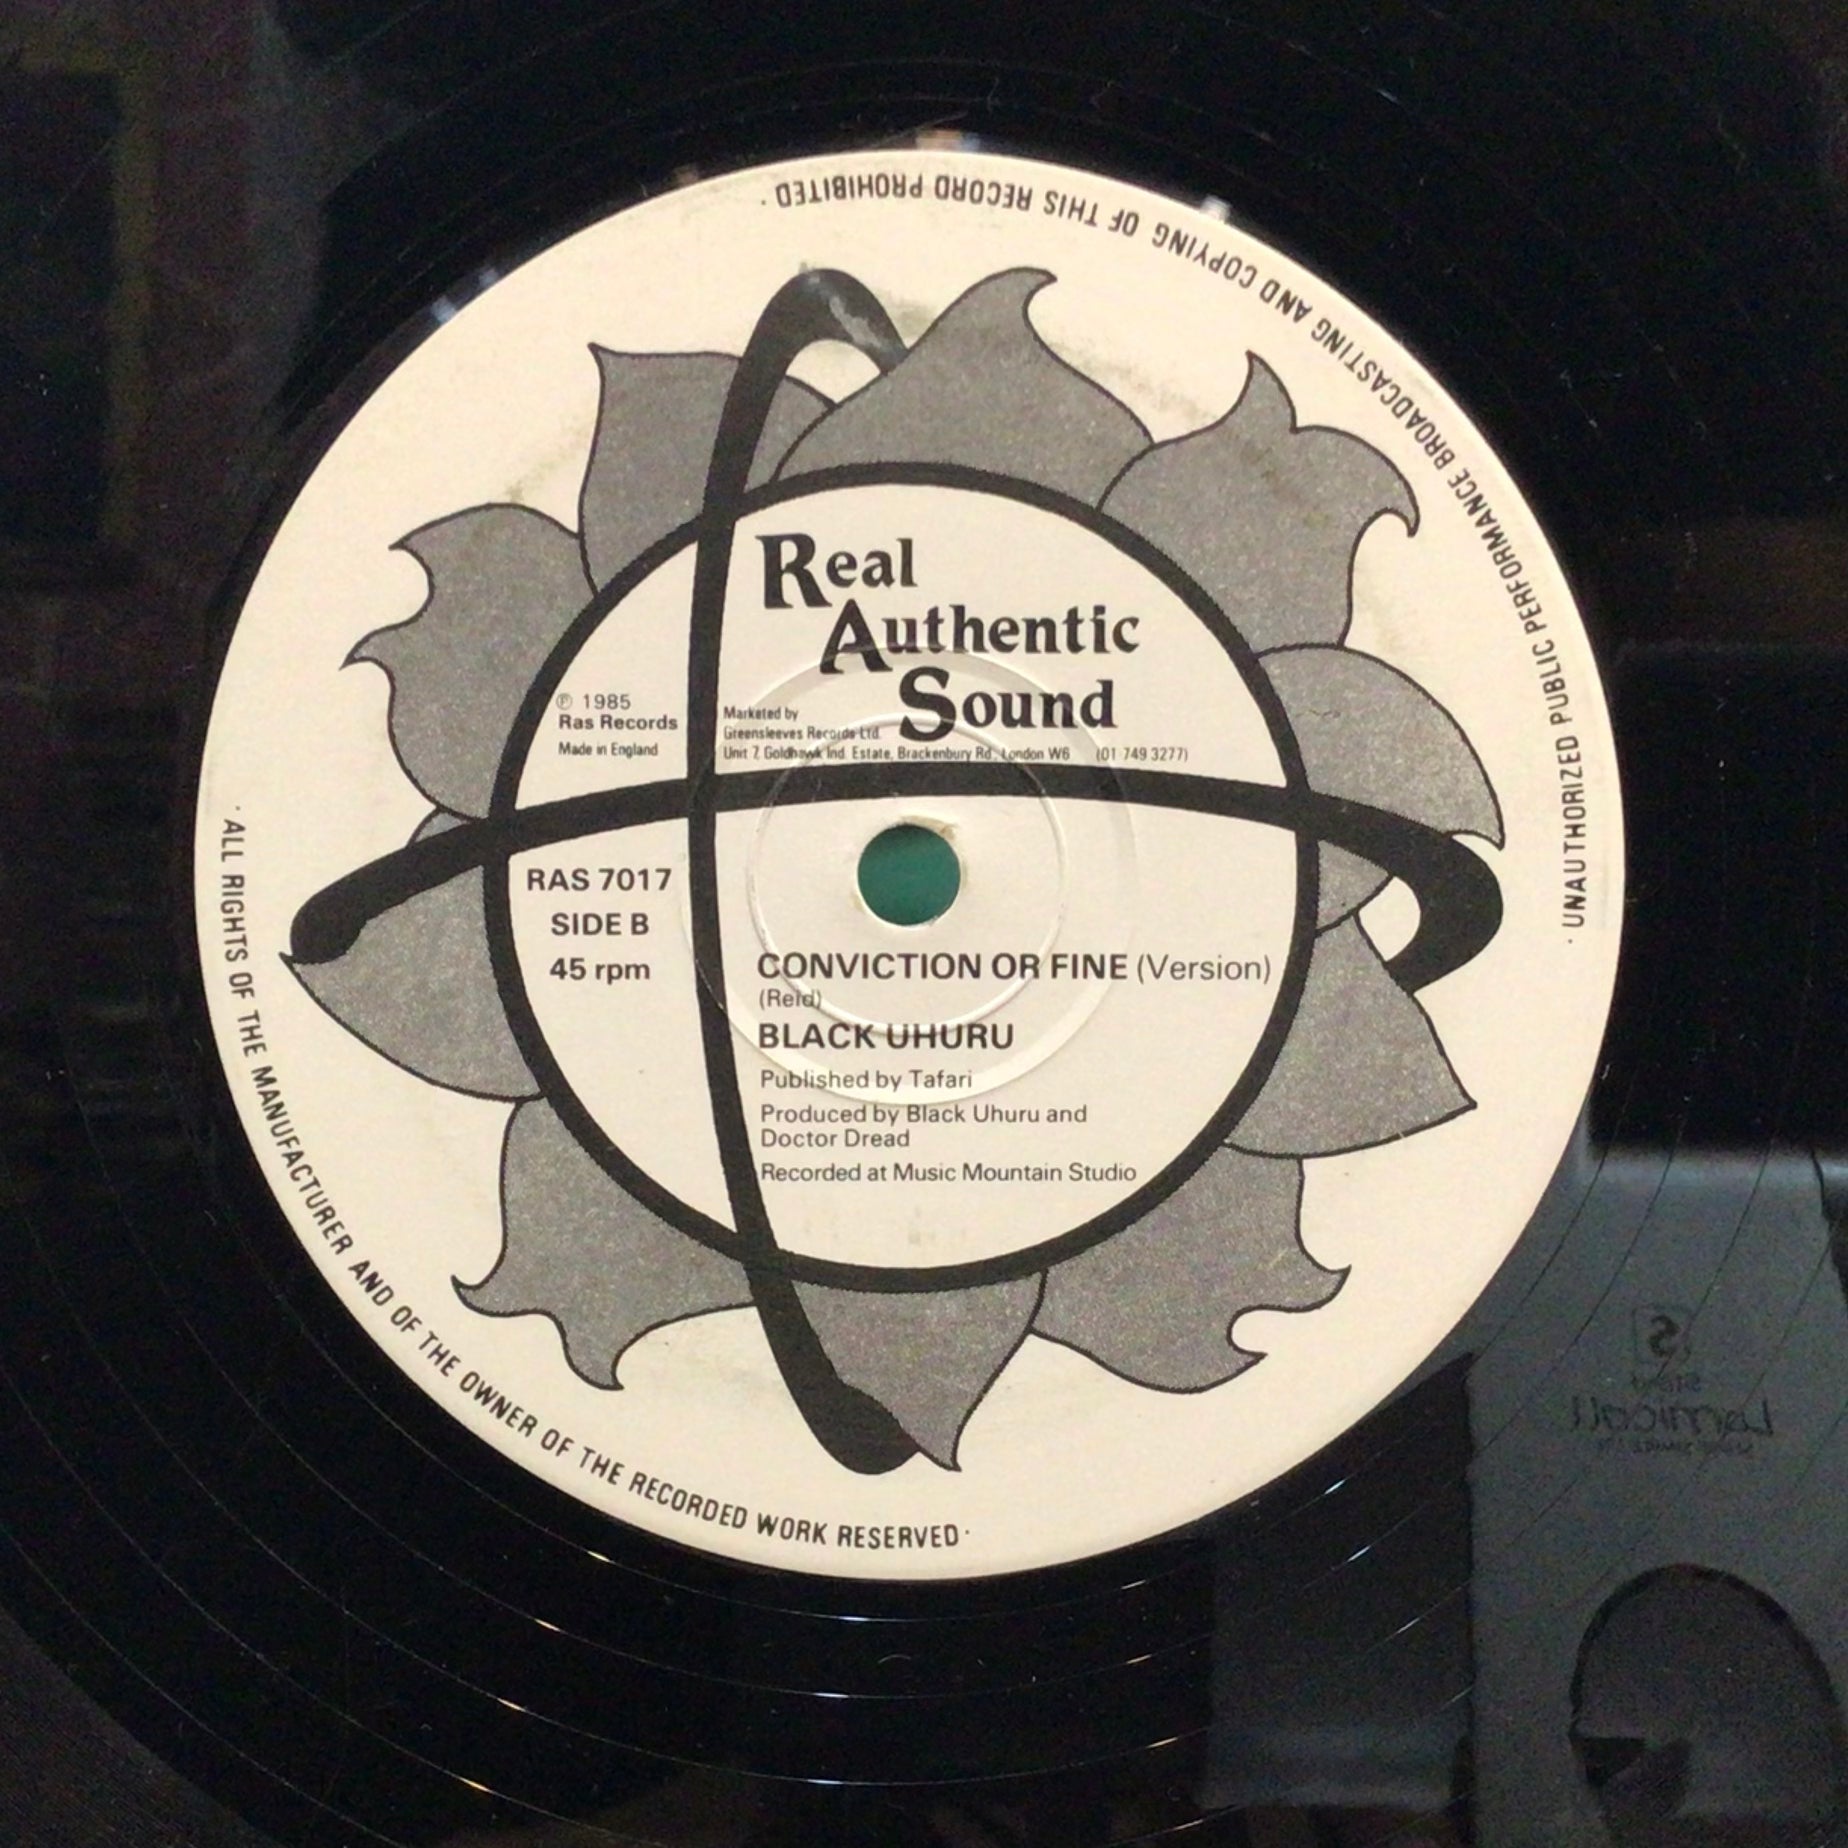 Real
Authentic
Sound
℗ 1985
Ras Records
Made in England
Marketed by
Greensleeves Records Ltd.
Unit 7, Goldhawk Ind. Estate, Brackenbury Rd., London W6 (01 749 3277)
RAS 7017
SIDE B
45 rpm
CONVICTION OR FINE (Version)
(Reid)
BLACK UHURU
Published by Tafari
Produced by Black Uhuru and
Doctor Dread
Recorded at Music Mountain Studio
· ALL RIGHTS OF THE MANUFACTURER AND OF THE OWNER OF THE RECORDED WORK RESERVED ·
· UNAUTHORIZED PUBLIC PERFORMANCE BROADCASTING AND COPYING OF THIS RECORD PROHIBITED ·
S
Stand
Lamicall